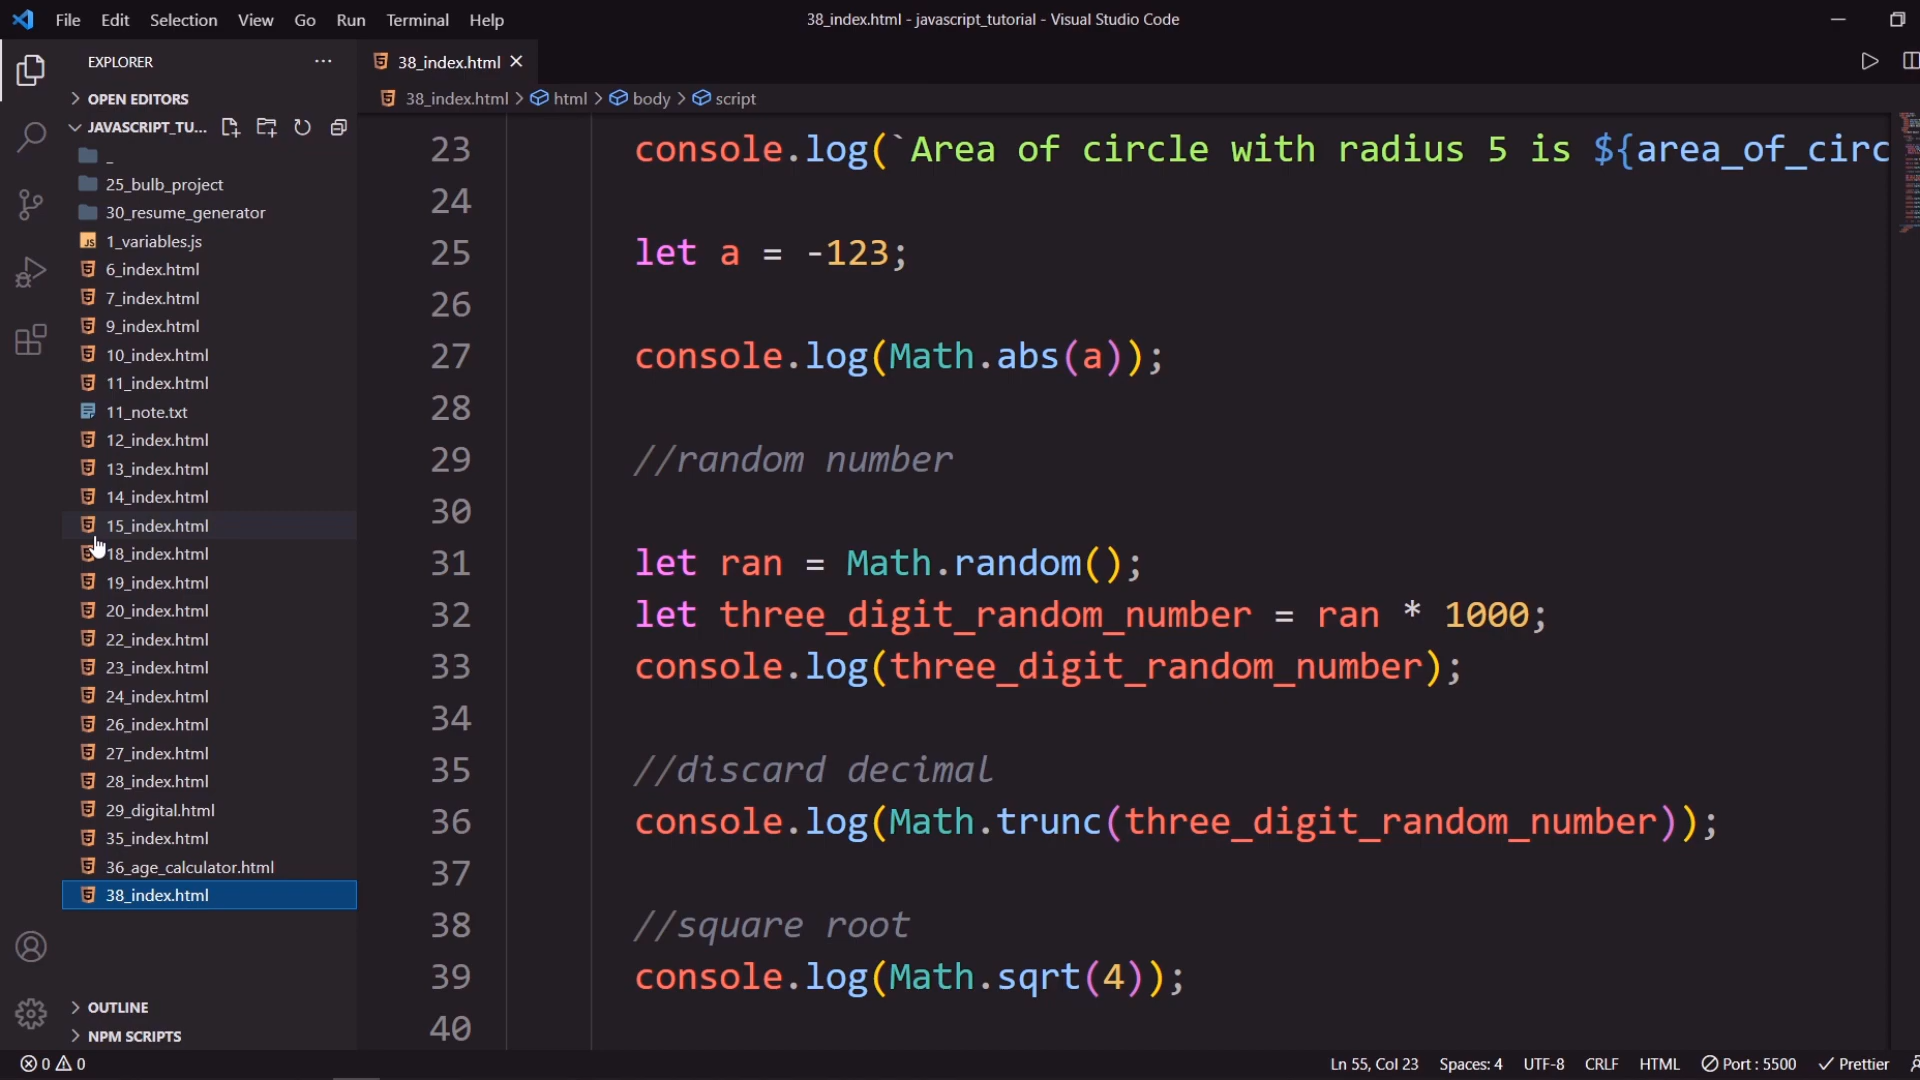 File Edit Selection View Go Run Terminal Help
38_index.html - javascript_tutorial - Visual Studio Code
EXPLORER
OPEN EDITORS
JAVASCRIPT_TU...
_
25_bulb_project
30_resume_generator
1_variables.js
6_index.html
7_index.html
9_index.html
10_index.html
11_index.html
11_note.txt
12_index.html
13_index.html
14_index.html
15_index.html
18_index.html
19_index.html
20_index.html
22_index.html
23_index.html
24_index.html
26_index.html
27_index.html
28_index.html
29_digital.html
35_index.html
36_age_calculator.html
38_index.html
OUTLINE
NPM SCRIPTS
38_index.html
38_index.html > html > body > script
23 console.log(`Area of circle with radius 5 is ${area_of_circ
24
25 let a = -123;
26
27 console.log(Math.abs(a));
28
29 //random number
30
31 let ran = Math.random();
32 let three_digit_random_number = ran * 1000;
33 console.log(three_digit_random_number);
34
35 //discard decimal
36 console.log(Math.trunc(three_digit_random_number));
37
38 //square root
39 console.log(Math.sqrt(4));
40
0 0 Ln 55, Col 23 Spaces: 4 UTF-8 CRLF HTML Port : 5500 Prettier